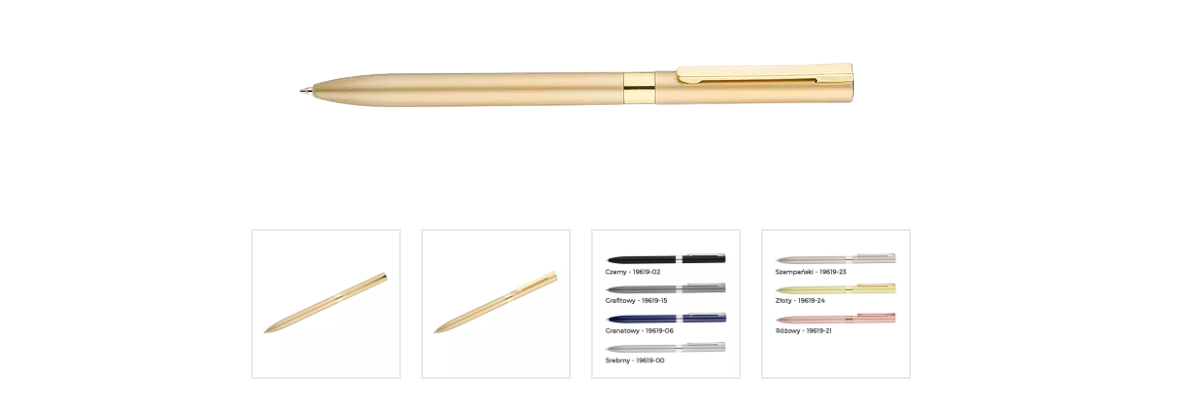 Czarny - 19619-02
Grafitowy - 19619-15
Granatowy - 19619-06
Srebrny - 19619-00
Szempański - 19619-23
Złoty - 19619-24
Różowy - 19619-21